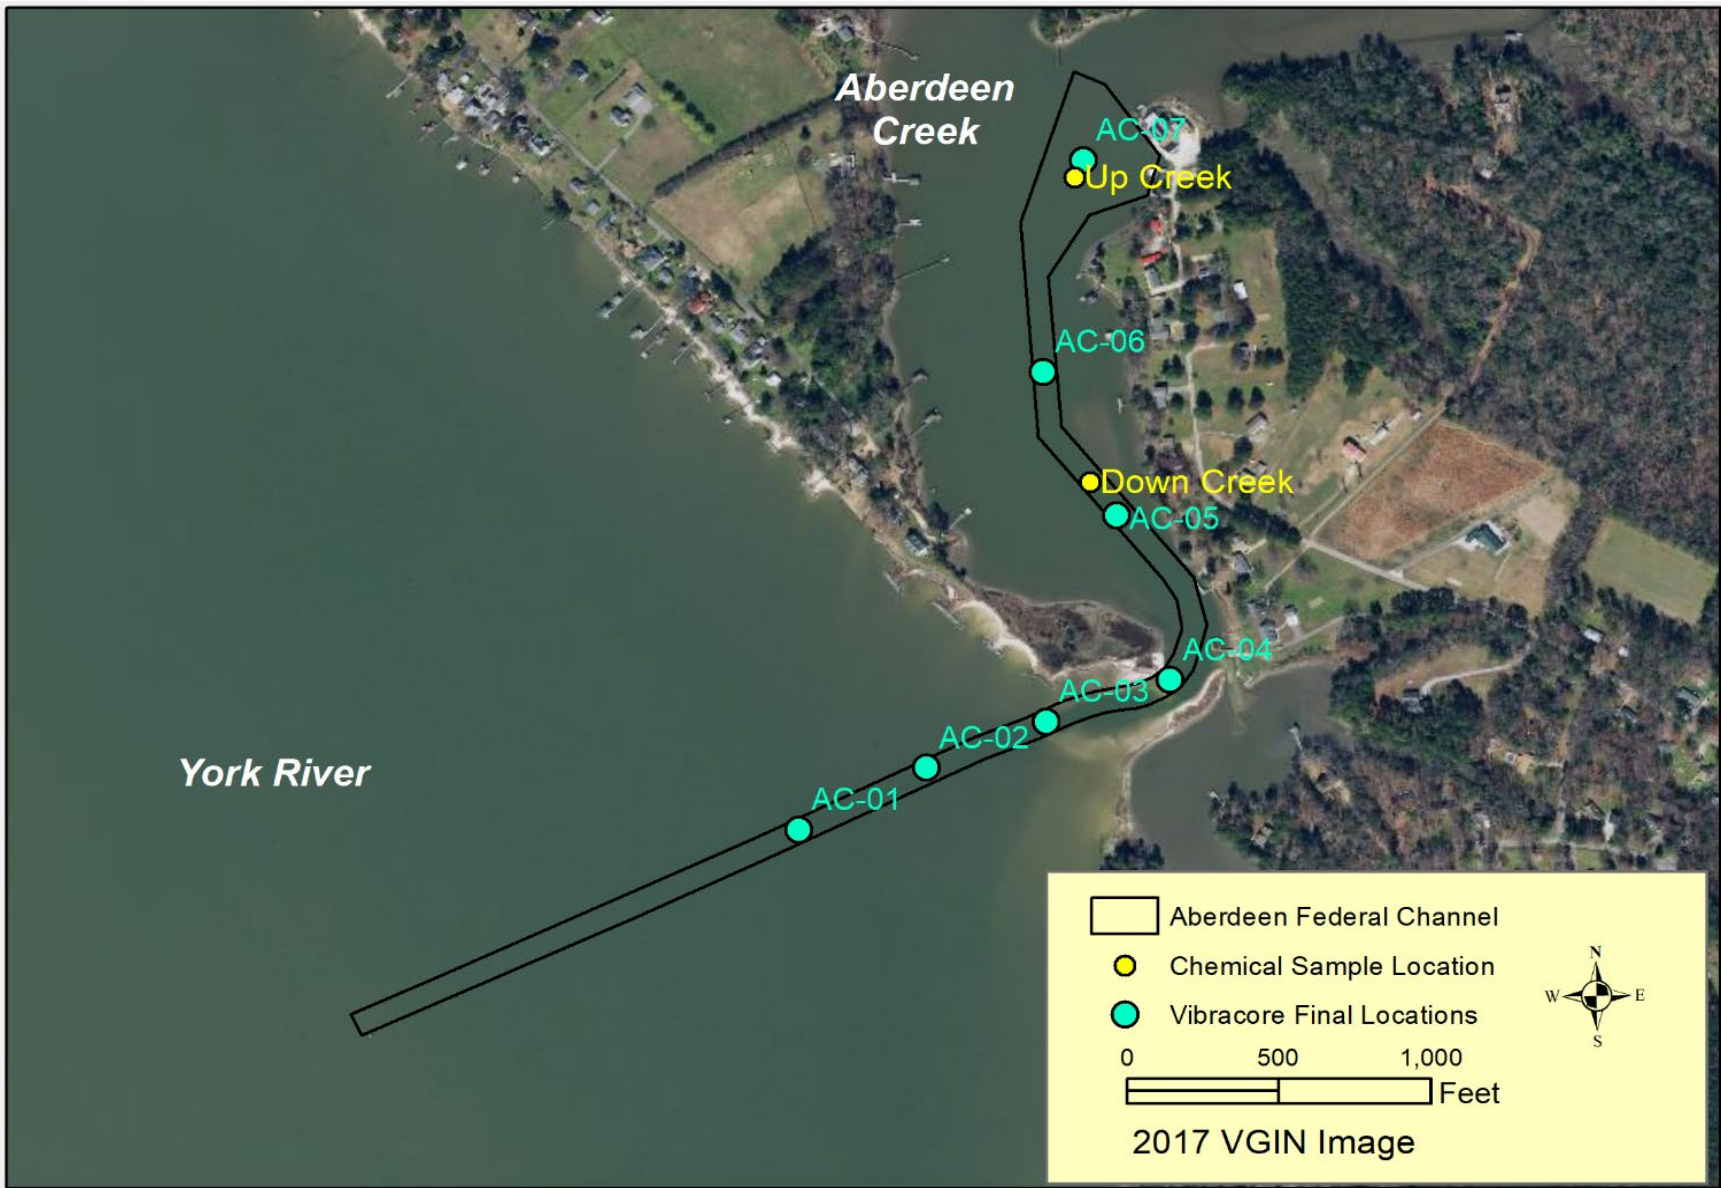 Aberdeen
Creek
AC-07
Up Creek
AC-06
Down Creek
AC-05
AC-04
AC-03
AC-02
York River
AC-01
Aberdeen Federal Channel
Chemical Sample Location
Vibracore Final Locations
N
W E
S
0 500 1,000
Feet
2017 VGIN Image